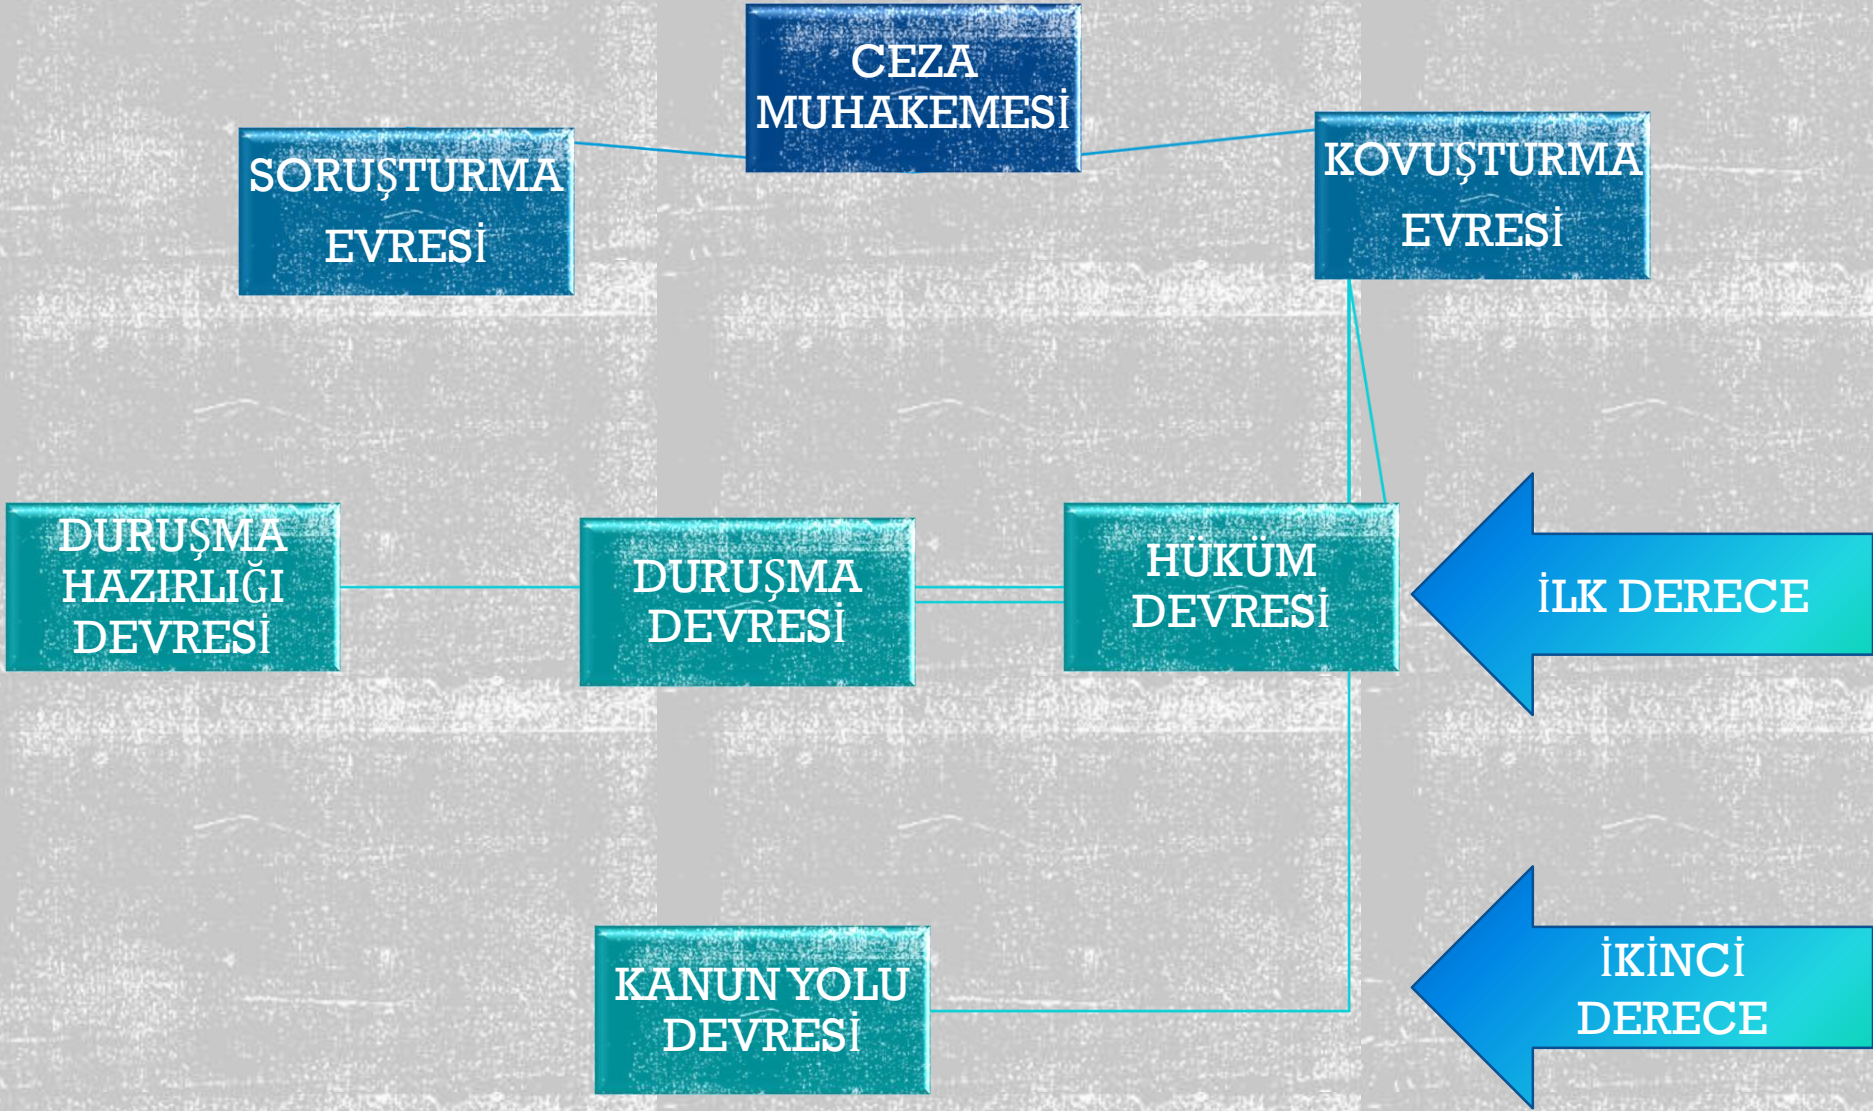 CEZA
MUHAKEMESİ
SORUŞTURMA
EVRESİ
KOVUŞTURMA
EVRESİ
DURUŞMA
HAZIRLIĞI
DEVRESİ
DURUŞMA
DEVRESİ
HÜKÜM
DEVRESİ
İLK DERECE
KANUN YOLU
DEVRESİ
İKİNCİ
DERECE